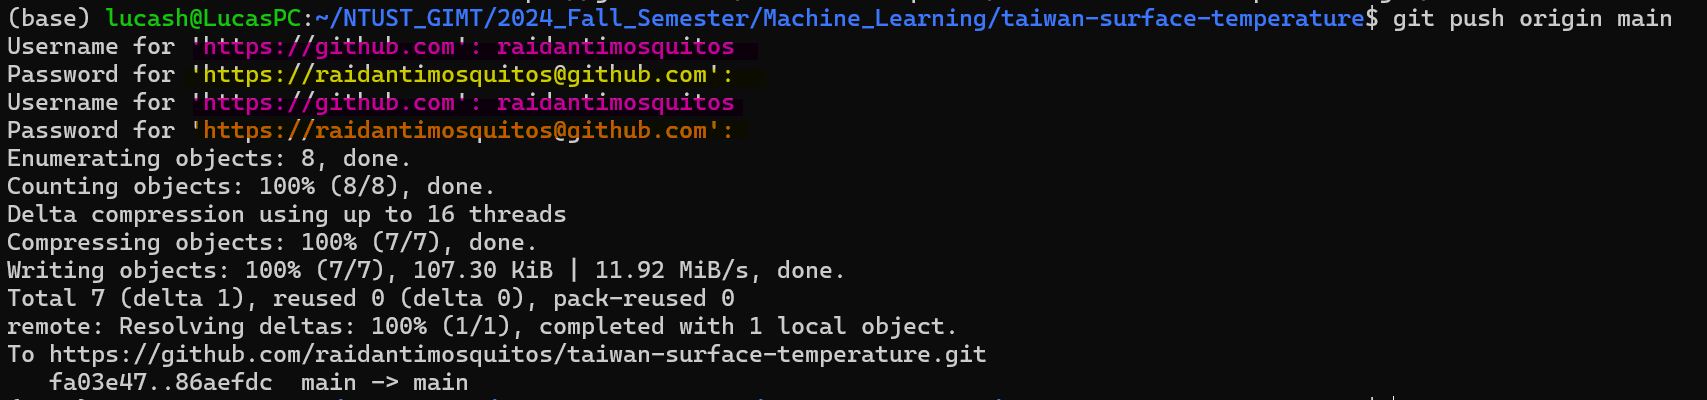 (base) lucash@LucasPC:~/NTUST_GIMT/2024_Fall_Semester/Machine_Learning/taiwan-surface-temperature$ git push origin main
Username for 'https://github.com': raidantimosquitos
Password for 'https://raidantimosquitos@github.com':
Username for 'https://github.com': raidantimosquitos
Password for 'https://raidantimosquitos@github.com':
Enumerating objects: 8, done.
Counting objects: 100% (8/8), done.
Delta compression using up to 16 threads
Compressing objects: 100% (7/7), done.
Writing objects: 100% (7/7), 107.30 KiB | 11.92 MiB/s, done.
Total 7 (delta 1), reused 0 (delta 0), pack-reused 0
remote: Resolving deltas: 100% (1/1), completed with 1 local object.
To https://github.com/raidantimosquitos/taiwan-surface-temperature.git
   fa03e47..86aefdc  main -> main